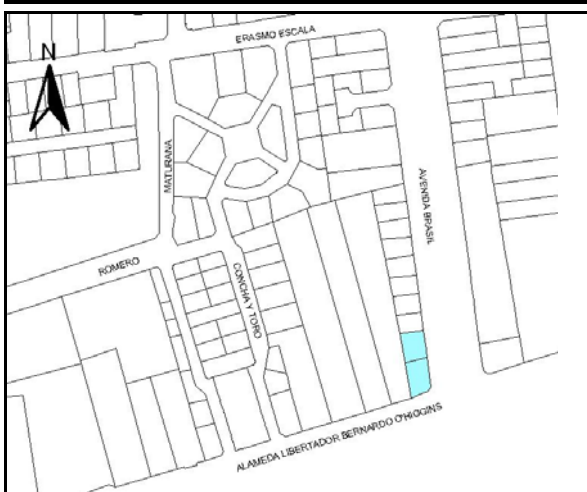 ERASMO ESCALA
N
MATURANA
AVENIDA BRASIL
ROMERO
CONCHA Y TORO
ALAMEDA LIBERTADOR BERNARDO O'HIGGINS